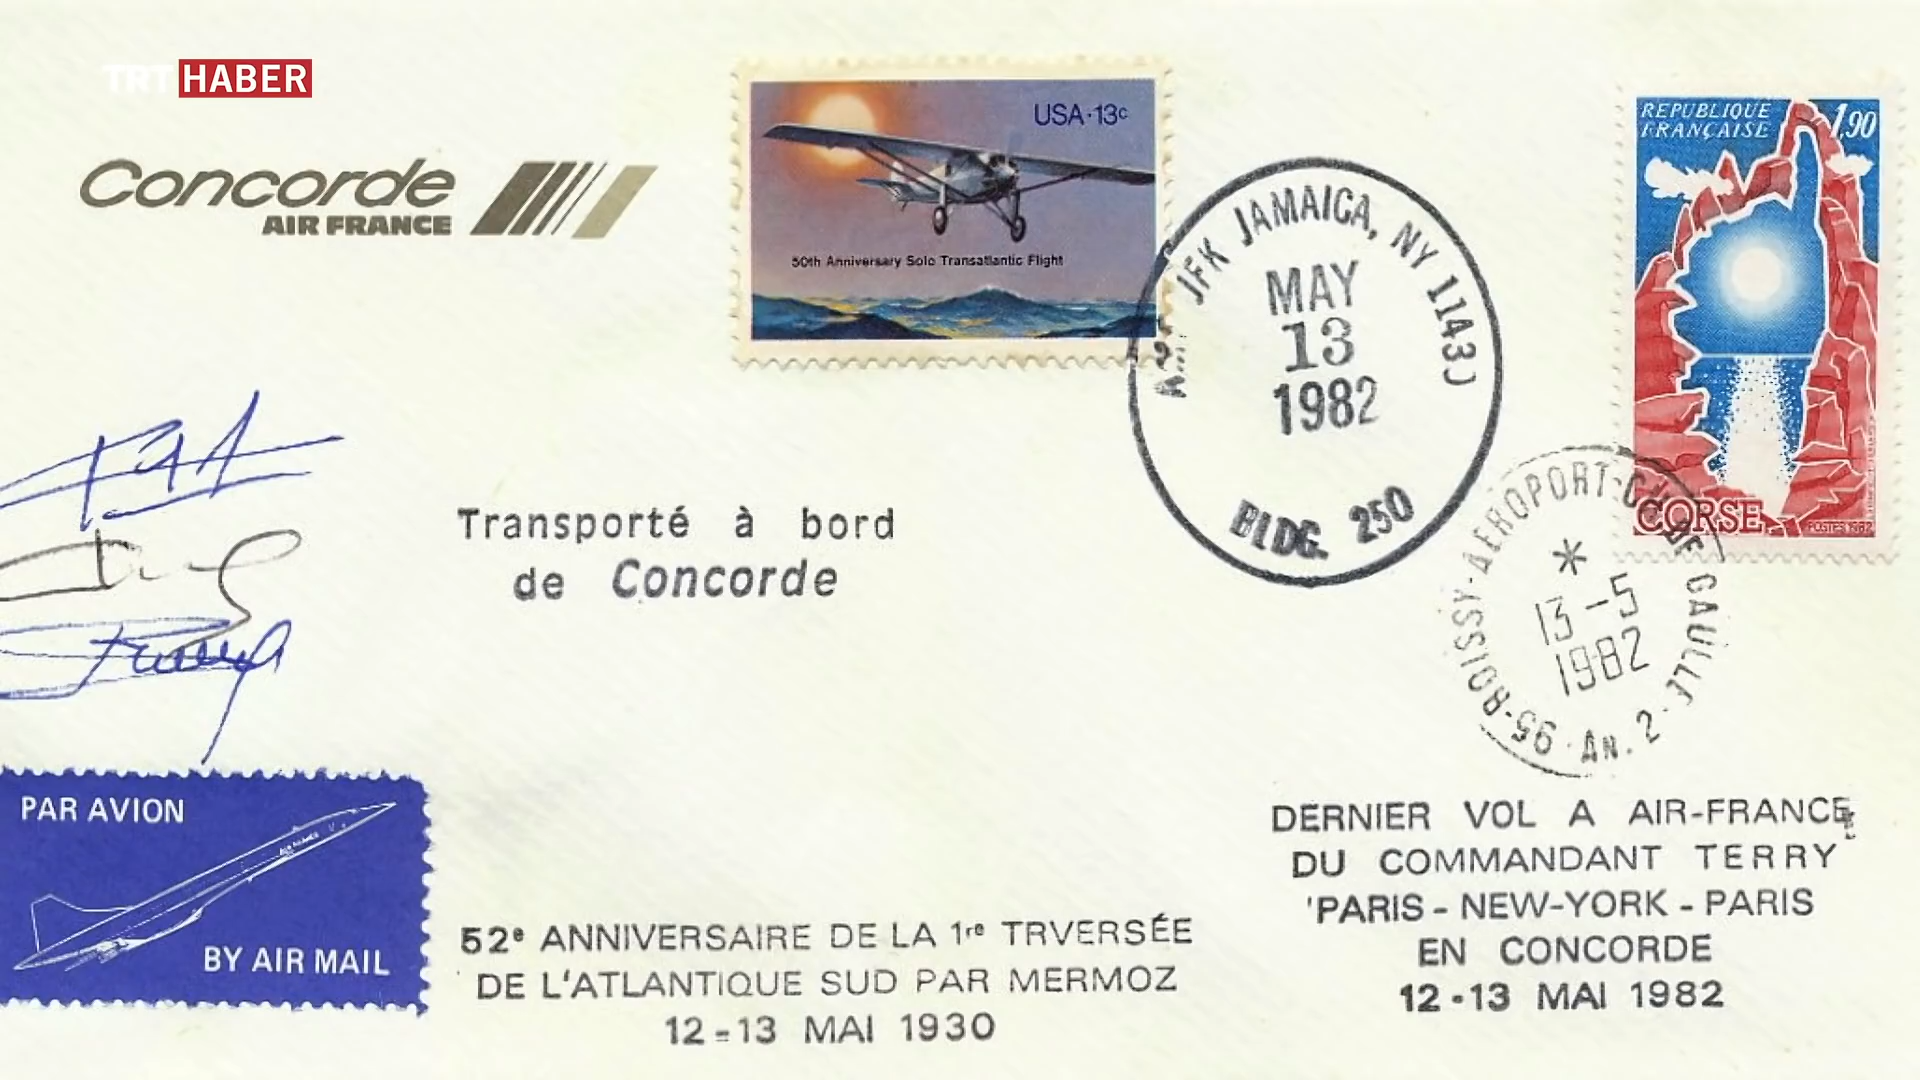 TRT HABER
Concorde
AIR FRANCE
USA·13c
50th Anniversary Solo Transatlantic Flight
REPUBLIQUE
FRANÇAISE
1,90
CORSE
POSTES 1982
JFK JAMAICA, NY 1143
MAY
13
1982
BLDG. 250
95-ROISSY-AEROPORT-CH. DE GAULLE
*
13-5
1982
AN. 2
Transporté à bord
de Concorde
PAR AVION
BY AIR MAIL
52e ANNIVERSAIRE DE LA 1re TRVERSÉE
DE L'ATLANTIQUE SUD PAR MERMOZ
12-13 MAI 1930
DERNIER VOL A AIR-FRANCE
DU COMMANDANT TERRY
'PARIS - NEW-YORK - PARIS
EN CONCORDE
12-13 MAI 1982